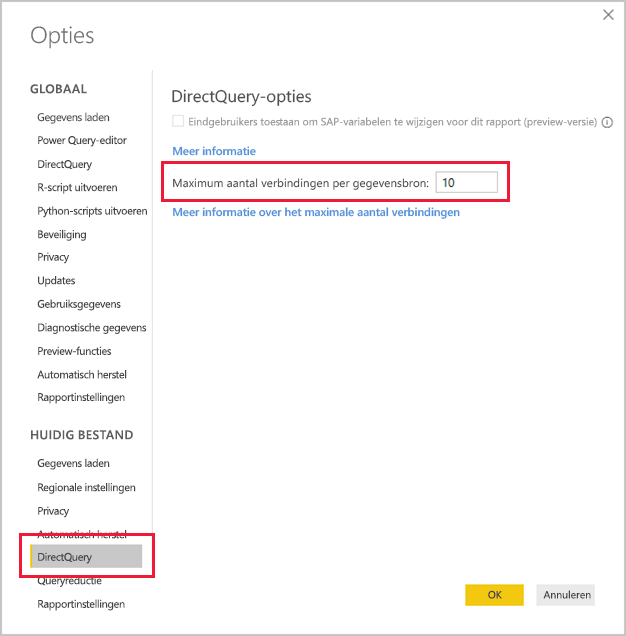 Opties
GLOBAAL
Gegevens laden
Power Query-editor
DirectQuery
R-script uitvoeren
Python-scripts uitvoeren
Beveiliging
Privacy
Updates
Gebruiksgegevens
Diagnostische gegevens
Preview-functies
Automatisch herstel
Rapportinstellingen
HUIDIG BESTAND
Gegevens laden
Regionale instellingen
Privacy
Automatisch herstel
DirectQuery
Queryreductie
Rapportinstellingen
DirectQuery-opties
Eindgebruikers toestaan om SAP-variabelen te wijzigen voor dit rapport (preview-versie)
Meer informatie
Maximum aantal verbindingen per gegevensbron: 10
Meer informatie over het maximale aantal verbindingen
OK Annuleren